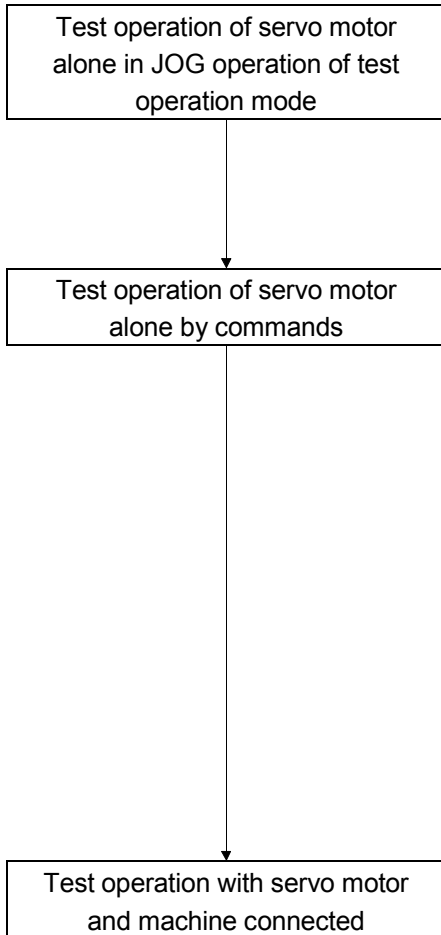 Test operation of servo motor
alone in JOG operation of test
operation mode
Test operation of servo motor
alone by commands
Test operation with servo motor
and machine connected